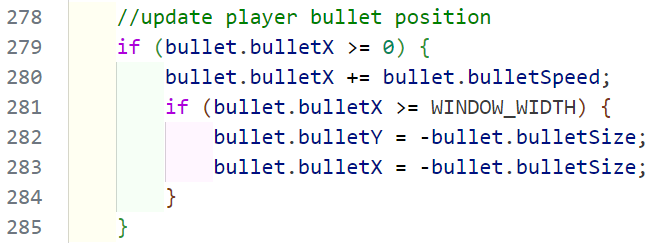 278 //update player bullet position
279 if (bullet.bulletX >= 0) {
280 bullet.bulletX += bullet.bulletSpeed;
281 if (bullet.bulletX >= WINDOW_WIDTH) {
282 bullet.bulletY = -bullet.bulletSize;
283 bullet.bulletX = -bullet.bulletSize;
284 }
285 }